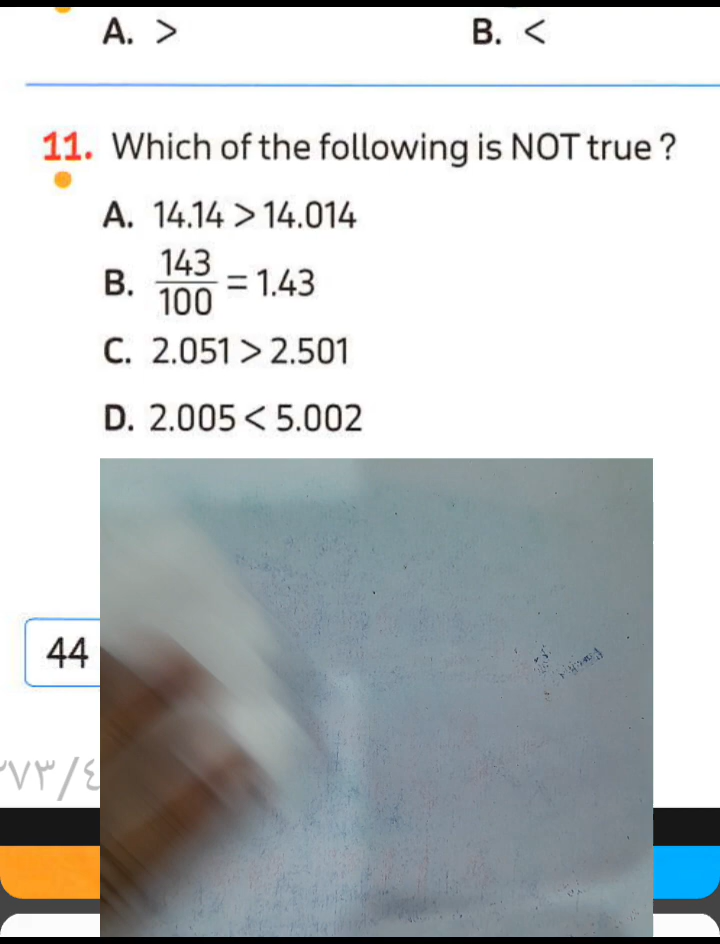 A. > B. <
11. Which of the following is NOT true ?
A. 14.14 > 14.014
B. 143/100 = 1.43
C. 2.051 > 2.501
D. 2.005 < 5.002
44